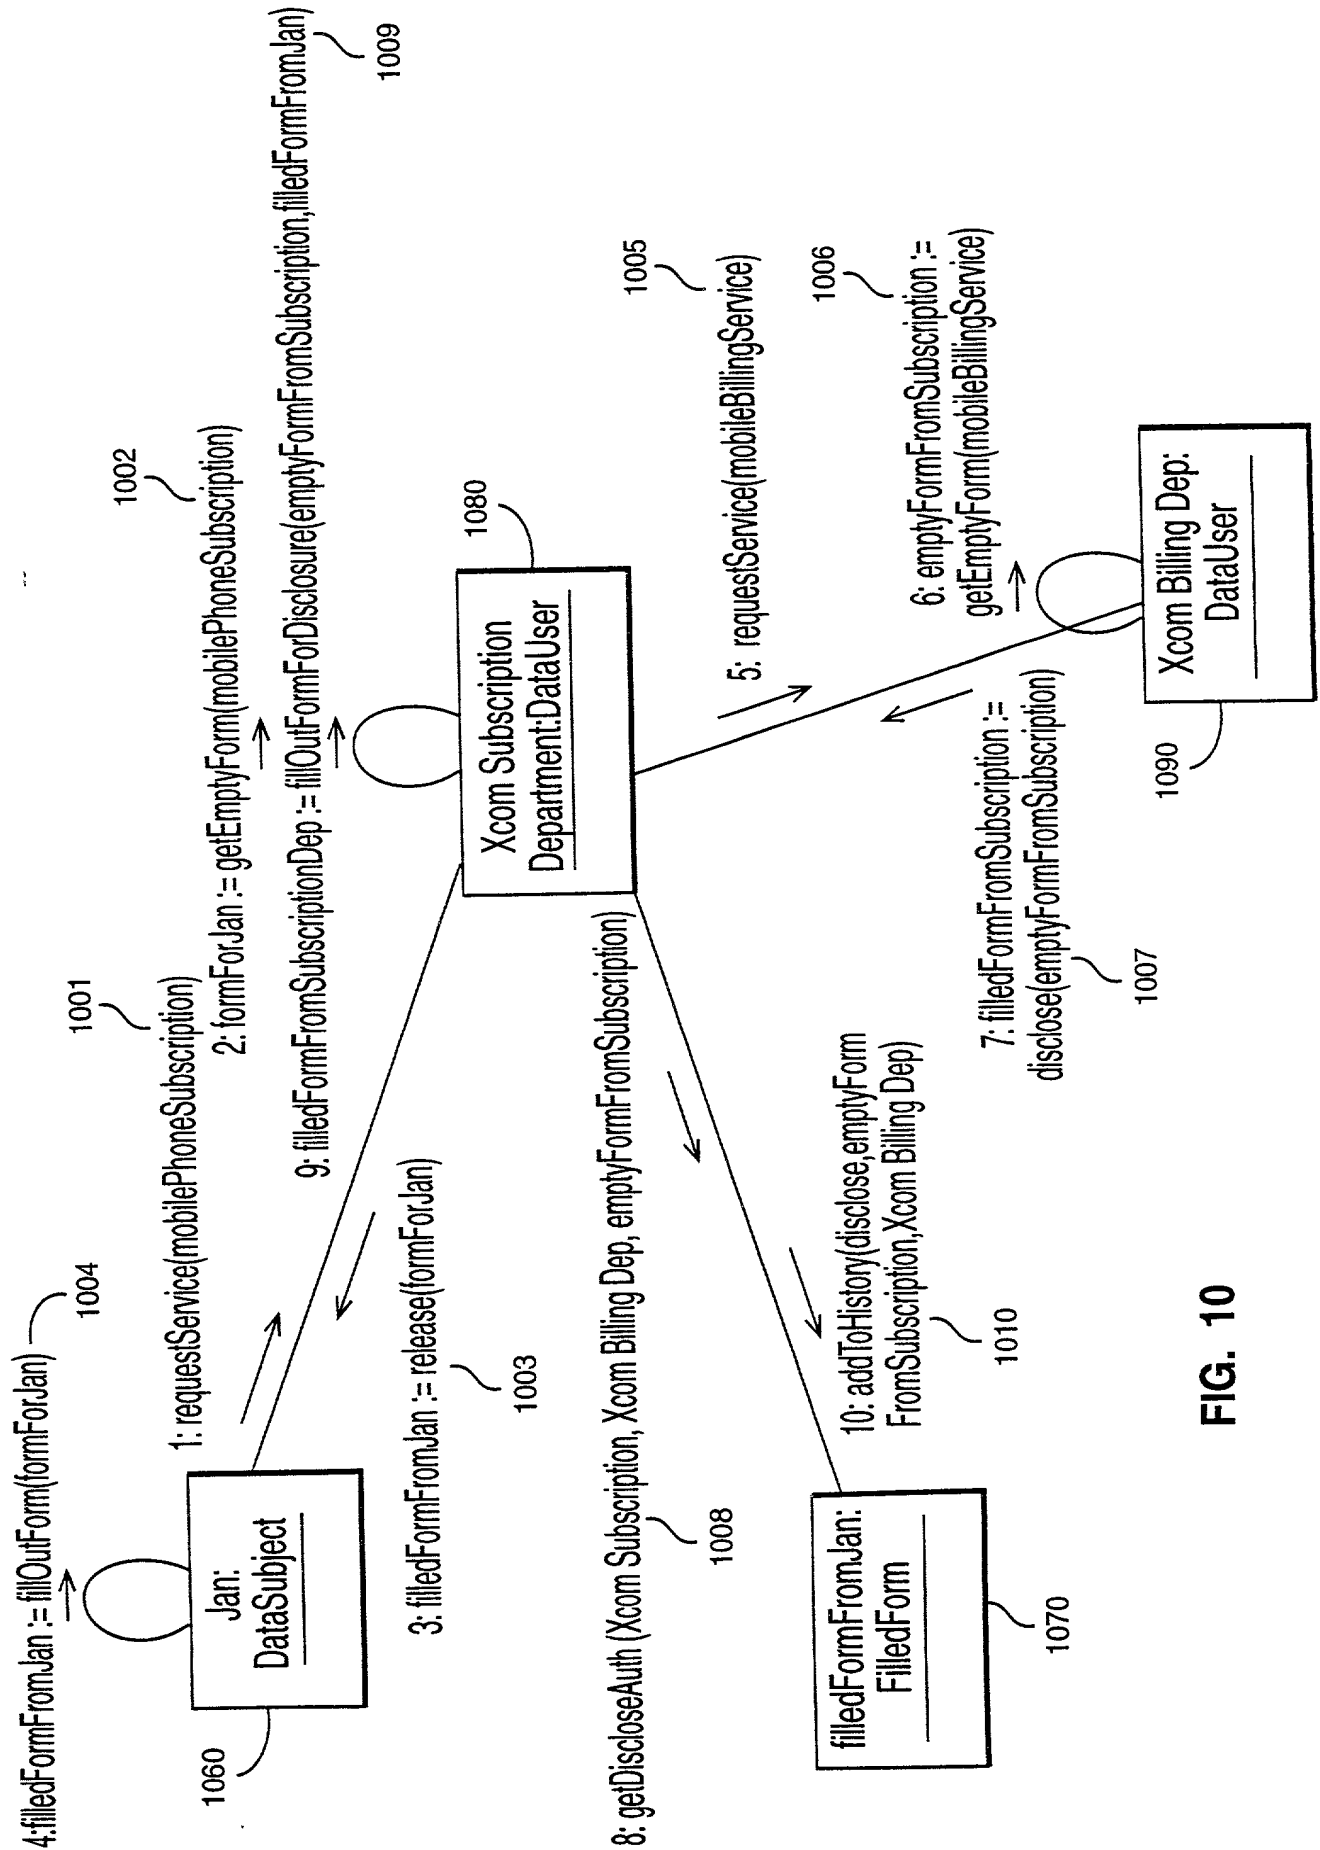 4:filledFormFromJan := fillOutForm(formForJan)
1004
1060
Jan:
DataSubject
1: requestService(mobilePhoneSubscription)
1001
2: formForJan := getEmptyForm(mobilePhoneSubscription)
1002
9: filledFormFromSubscriptionDep := fillOutFormForDisclosure(emptyFormFromSubscription,filledFormFromJan)
1009
3: filledFormFromJan := release(formForJan)
1003
Xcom Subscription
Department:DataUser
1080
8: getDiscloseAuth (Xcom Subscription, Xcom Billing Dep, emptyFormFromSubscription)
1008
5: requestService(mobileBillingService)
1005
6: emptyFormFromSubscription :=
getEmptyForm(mobileBillingService)
1006
filledFormFromJan:
FilledForm
1070
10: addToHistory(disclose,emptyForm
FromSubscription,Xcom Billing Dep)
1010
7: filledFormFromSubscription :=
disclose(emptyFormFromSubscription)
1007
Xcom Billing Dep:
DataUser
1090
FIG. 10